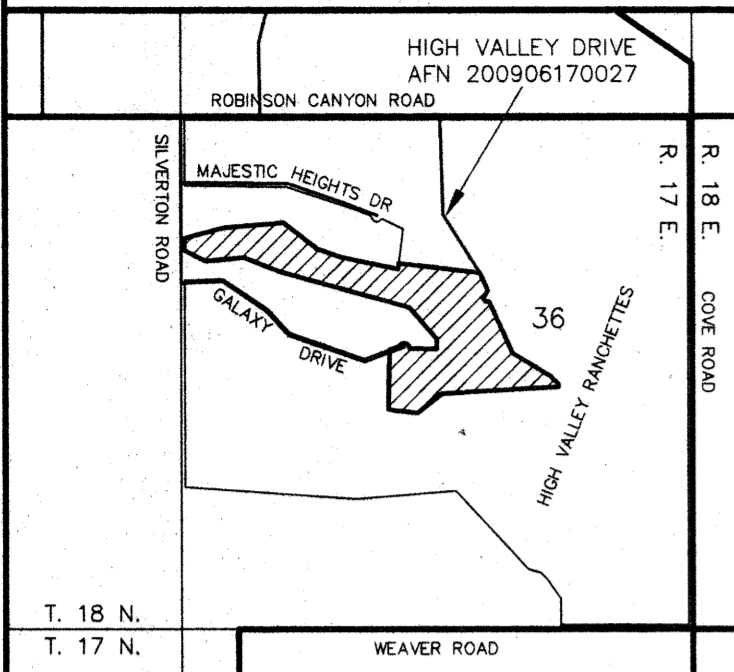 HIGH VALLEY DRIVE
AFN 200906170027
ROBINSON CANYON ROAD
SILVERTON ROAD
MAJESTIC HEIGHTS DR
R. 18 E.
R. 17 E.
GALAXY DRIVE
36
HIGH VALLEY RANCHETTES
COVE ROAD
T. 18 N.
T. 17 N.
WEAVER ROAD